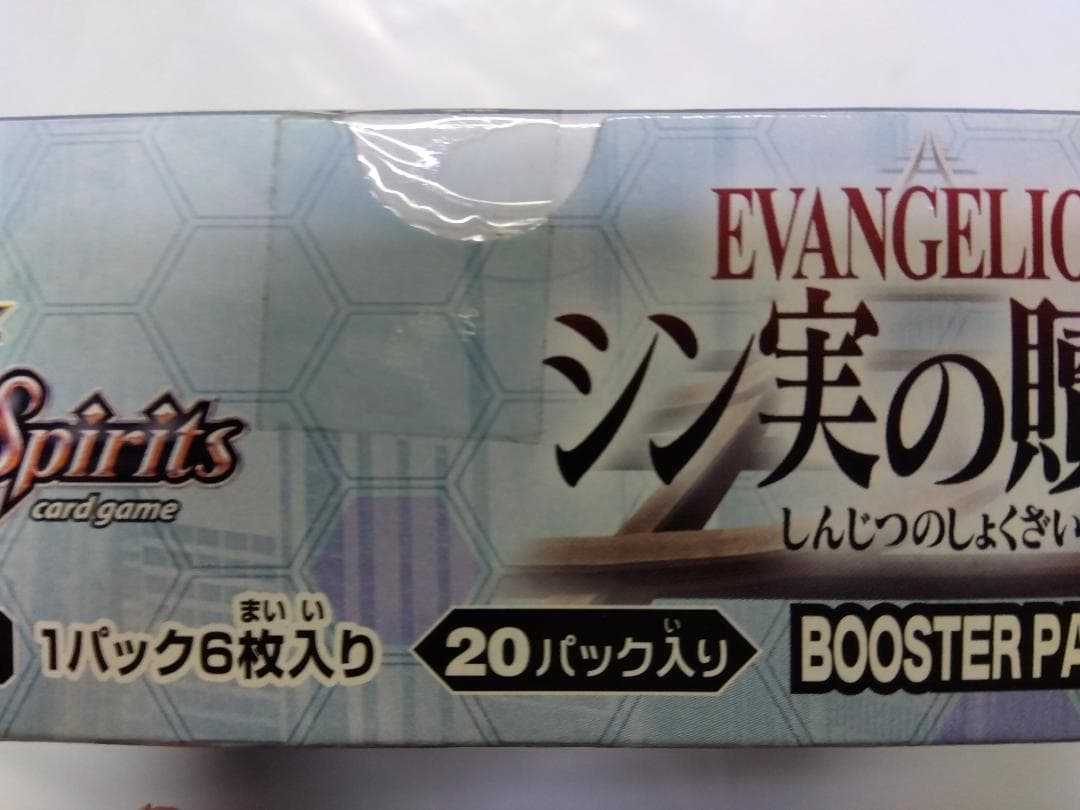 Spirits
card game
EVANGELIO
シン実の贖
しんじつのしょくざい
まい い
1パック6枚入り
い
20パック入り
BOOSTER PA